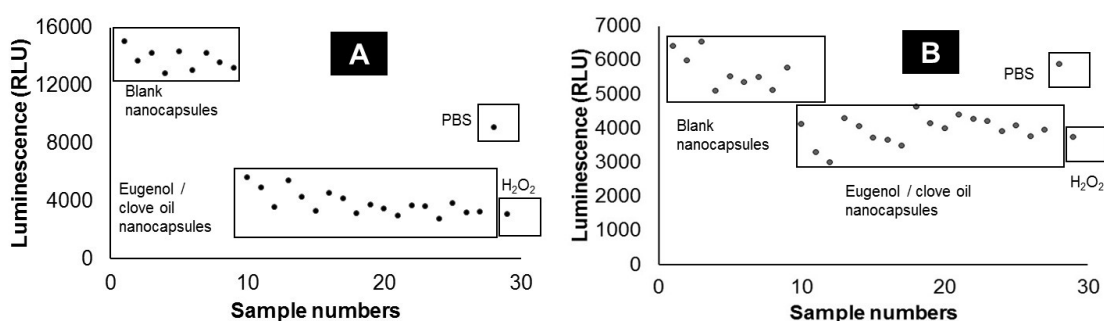 Luminescence (RLU)
16000
12000
8000
4000
0
A
Blank
nanocapsules
PBS
Eugenol /
clove oil
nanocapsules
H₂O₂
10
20
30
Sample numbers
Luminescence (RLU)
7000
6000
5000
4000
3000
2000
1000
0
B
PBS
Blank
nanocapsules
H₂O₂
Eugenol / clove oil
nanocapsules
0
10
20
30
Sample numbers